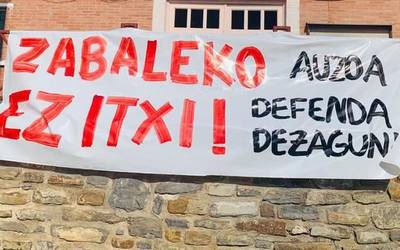 ZABALEKO
EZ ITXI!
AUZOA
DEFENDA
DEZAGUN